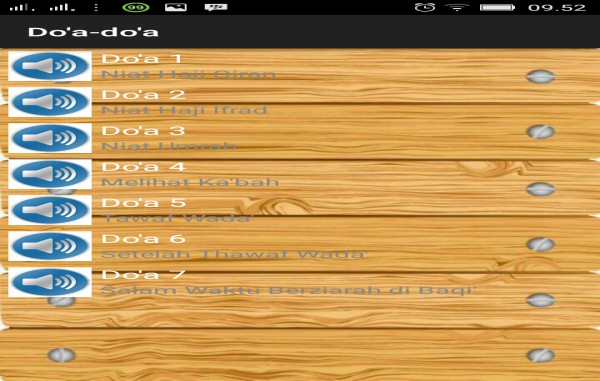 99
09.52
Do'a-do'a
Do'a 1
Niat Haji Qiran
Do'a 2
Niat Haji Ifrad
Do'a 3
Niat Umrah
Do'a 4
Melihat Ka'bah
Do'a 5
Tawaf Wada'
Do'a 6
Setelah Thawaf Wada'
Do'a 7
Salam Waktu Berziarah di Baqi'